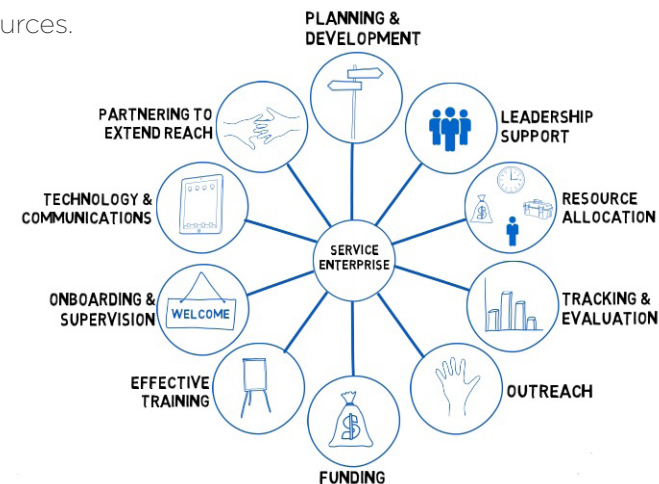 urces.
PLANNING &
DEVELOPMENT
LEADERSHIP
SUPPORT
RESOURCE
ALLOCATION
TRACKING &
EVALUATION
OUTREACH
FUNDING
$
EFFECTIVE
TRAINING
ONBOARDING &
SUPERVISION
WELCOME
TECHNOLOGY &
COMMUNICATIONS
PARTNERING TO
EXTEND REACH
SERVICE
ENTERPRISE
$